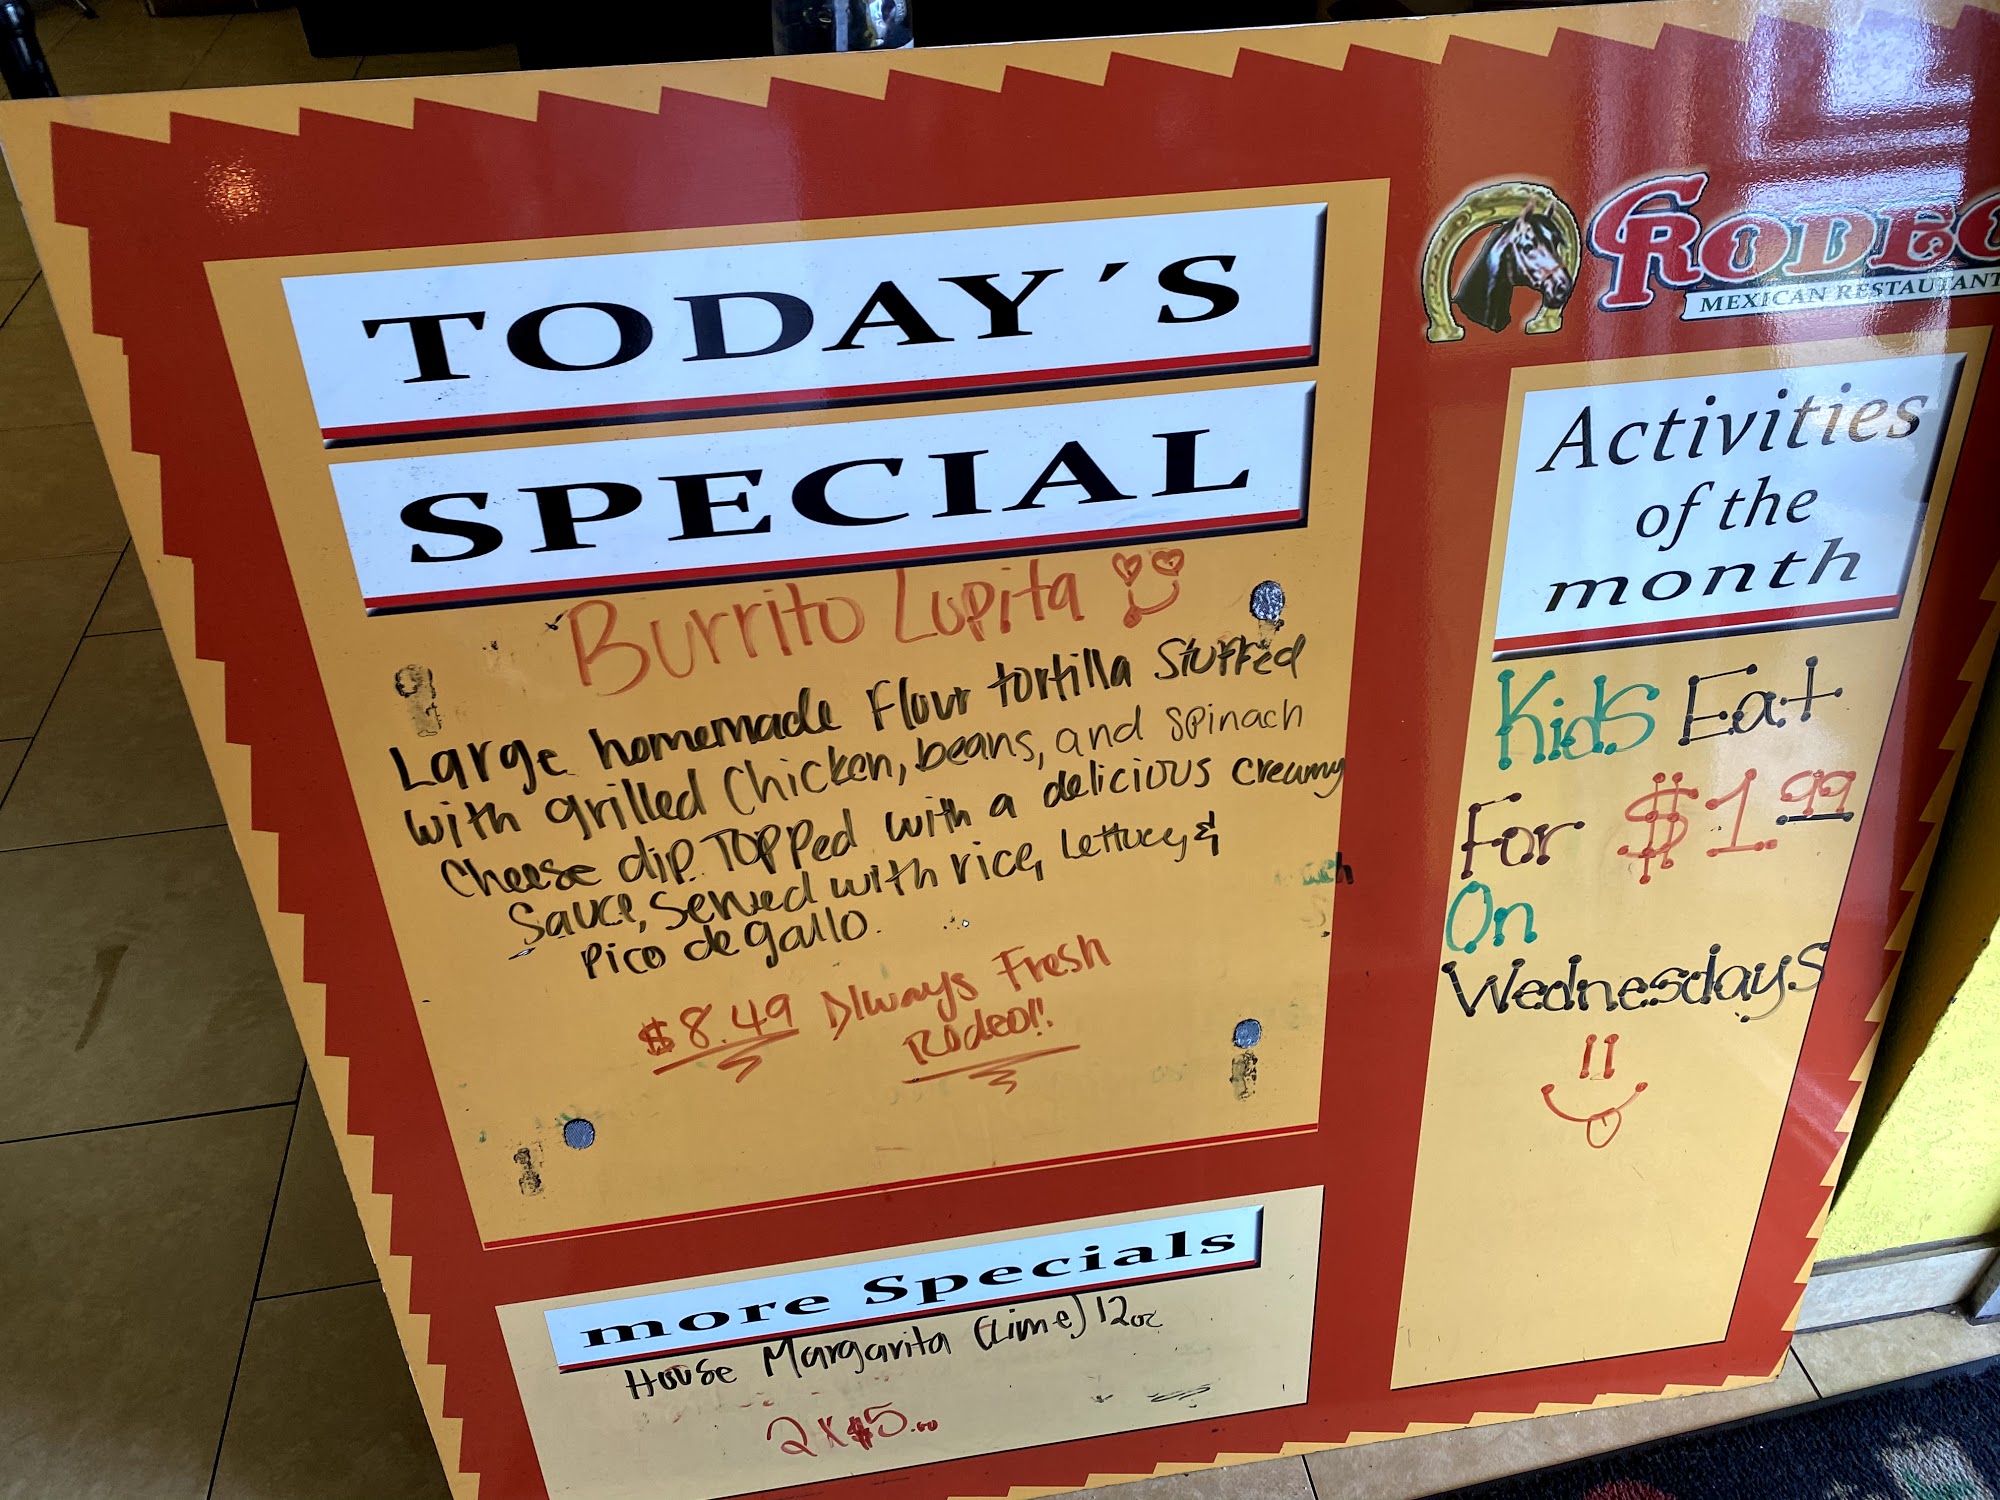 TODAY´S
SPECIAL
Burrito Lupita
Large homemade Flour tortilla Stuffed
with grilled Chicken, beans, and spinach
Cheese dip. TOPPed with a delicious creamy
Sauce, Served with rice, Lettuce, &
Pico de gallo.
$8.49 Always Fresh
Rodeo!!
more Specials
House Margarita (Lime) 12oz
2 X $5.00
RODEO
MEXICAN RESTAURANT
Activities
of the
month
Kids Eat
For $1.99
On
Wednesdays